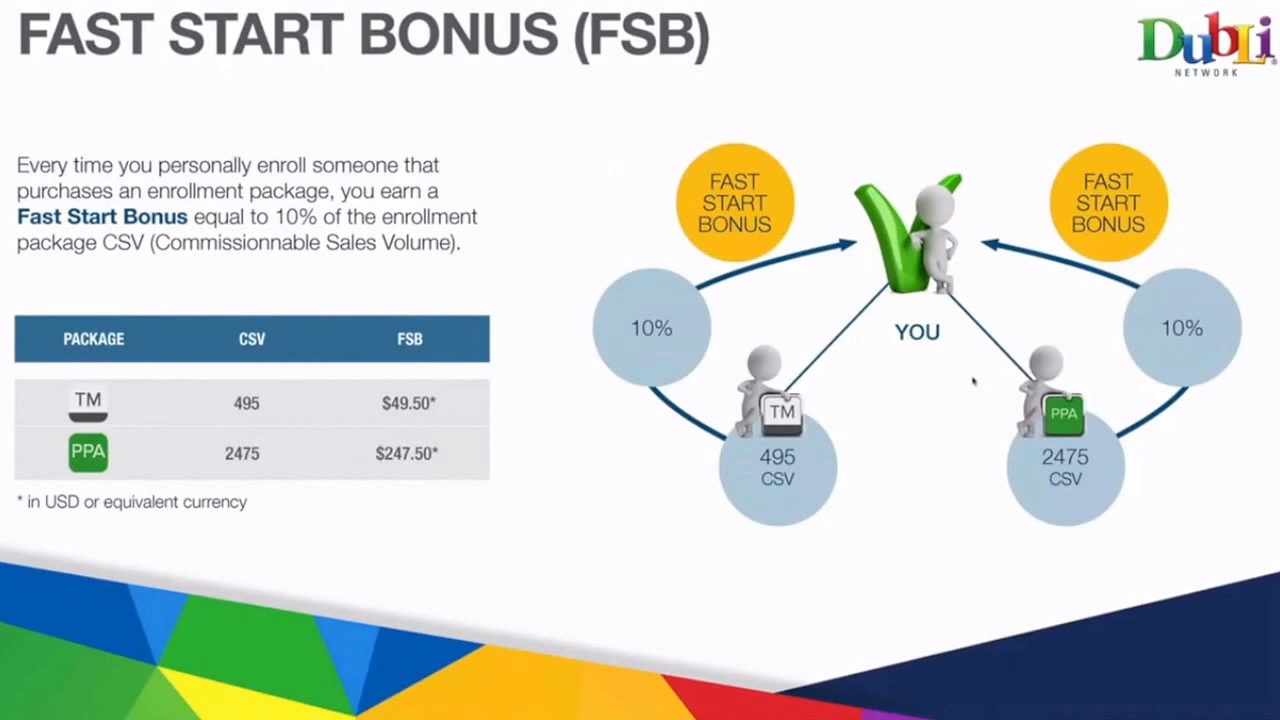 FAST START BONUS (FSB)
DubLi
NETWORK
Every time you personally enroll someone that
purchases an enrollment package, you earn a
Fast Start Bonus equal to 10% of the enrollment
package CSV (Commissionnable Sales Volume).
PACKAGE CSV FSB
TM 495 $49.50*
PPA 2475 $247.50*
* in USD or equivalent currency
FAST
START
BONUS
FAST
START
BONUS
10%
YOU
10%
TM
495
CSV
PPA
2475
CSV